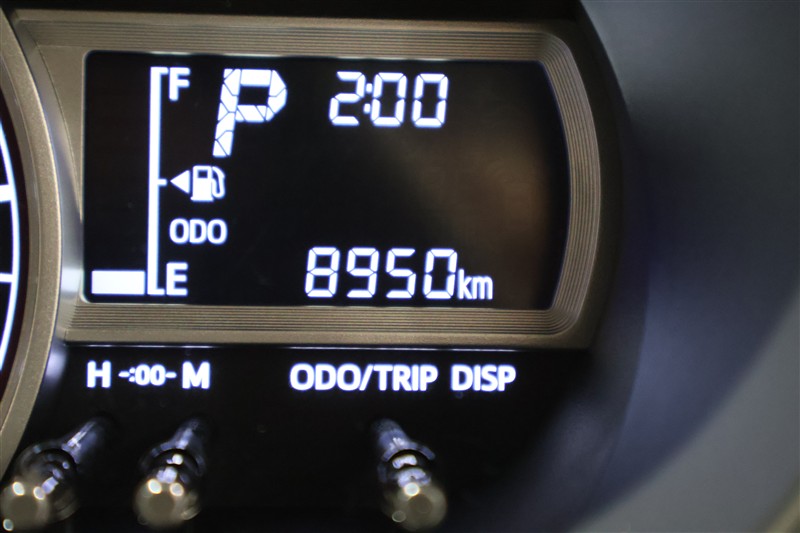 F P 2:00
ODO
E 8950km
H -:00- M ODO/TRIP DISP